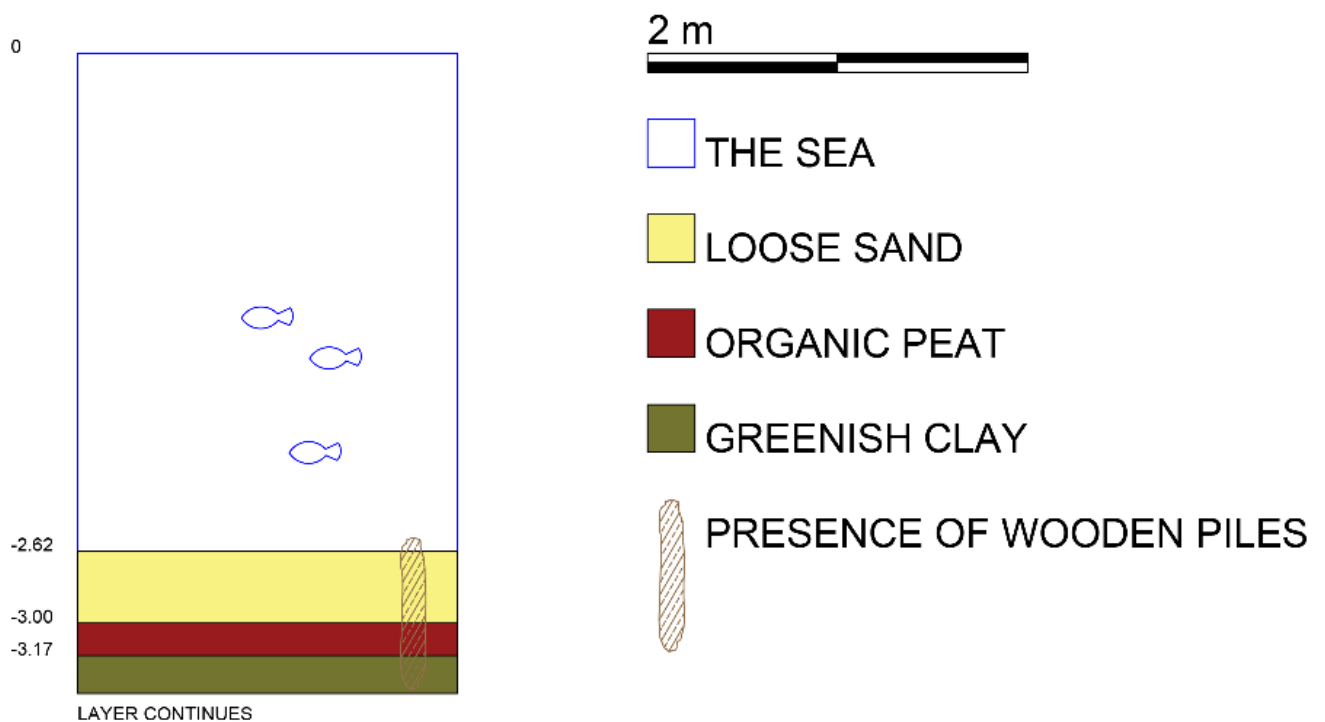 0
-2.62
-3.00
-3.17
LAYER CONTINUES
2 m
THE SEA
LOOSE SAND
ORGANIC PEAT
GREENISH CLAY
PRESENCE OF WOODEN PILES